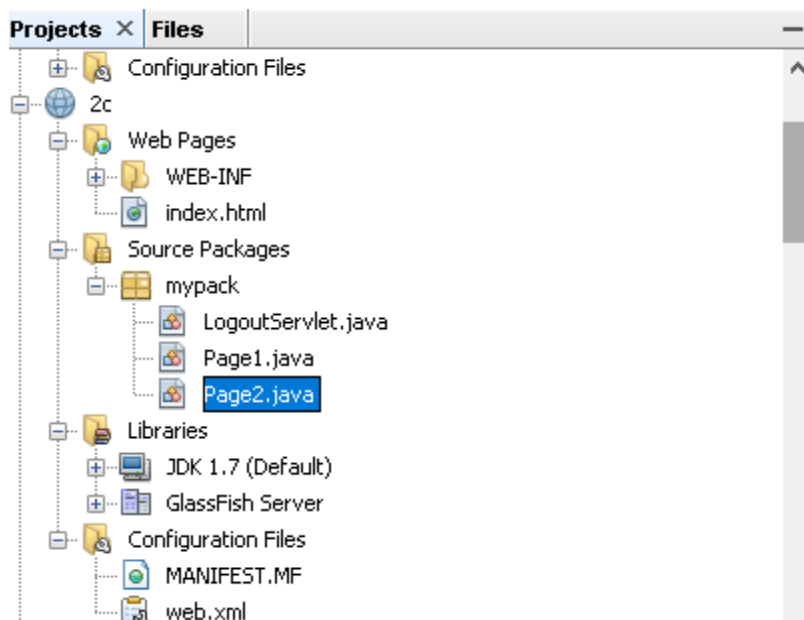 Projects × Files
Configuration Files
2c
Web Pages
WEB-INF
index.html
Source Packages
mypack
LogoutServlet.java
Page1.java
Page2.java
Libraries
JDK 1.7 (Default)
GlassFish Server
Configuration Files
MANIFEST.MF
web.xml